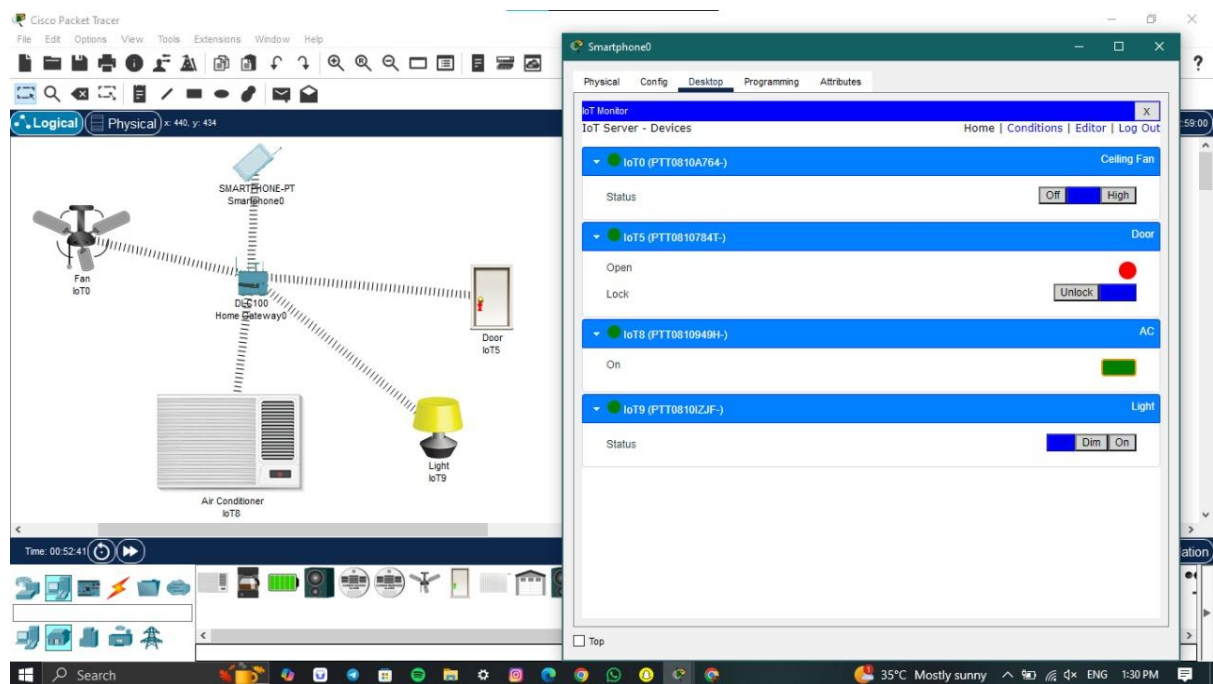 Cisco Packet Tracer
File Edit Options View Tools Extensions Window Help
?
Logical Physical x: 440, y: 434
:59:00
SMARTPHONE-PT
Smartphone0
Fan
IoT0
DLC100
Home Gateway0
Door
IoT5
Light
IoT9
Air Conditioner
IoT8
Time: 00:52:41
Smartphone0
Physical Config Desktop Programming Attributes
IoT Monitor X
IoT Server - Devices Home | Conditions | Editor | Log Out
IoT0 (PTT0810A764-) Ceiling Fan
Status Off High
IoT5 (PTT0810784T-) Door
Open
Lock Unlock
IoT8 (PTT0810949H-) AC
On
IoT9 (PTT0810IZJF-) Light
Status Dim On
Top
ation
Search 35°C Mostly sunny ENG 1:30 PM